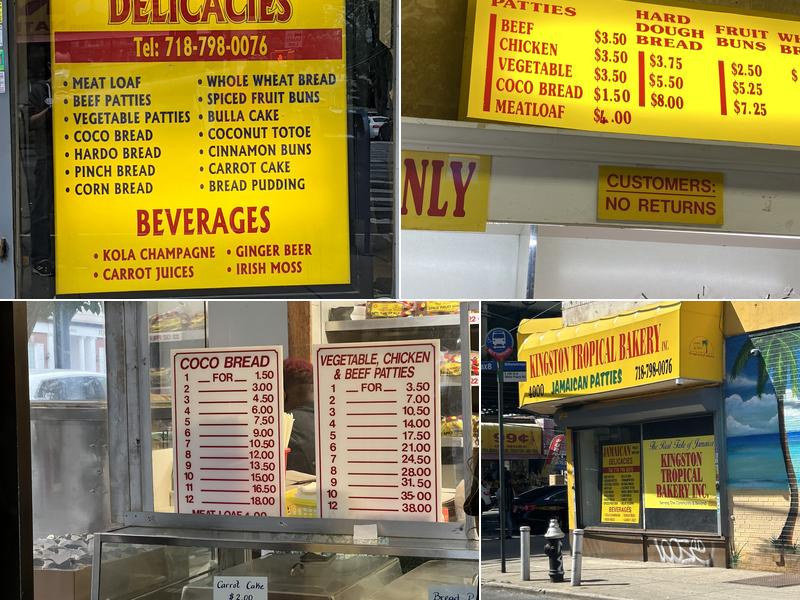 DELICACIES
Tel: 718-798-0076
• MEAT LOAF
• BEEF PATTIES
• VEGETABLE PATTIES
• COCO BREAD
• HARDO BREAD
• PINCH BREAD
• CORN BREAD
• WHOLE WHEAT BREAD
• SPICED FRUIT BUNS
• BULLA CAKE
• COCONUT TOTOE
• CINNAMON BUNS
• CARROT CAKE
• BREAD PUDDING
BEVERAGES
• KOLA CHAMPAGNE
• CARROT JUICES
• GINGER BEER
• IRISH MOSS
PATTIES
BEEF $3.50
CHICKEN $3.50
VEGETABLE $3.50
COCO BREAD $1.50
MEATLOAF $4.00
HARD
DOUGH
BREAD
$3.75
$5.50
$8.00
FRUIT
BUNS
$2.50
$5.25
$7.25
NLY
CUSTOMERS:
NO RETURNS
COCO BREAD
1 FOR 1.50
2 3.00
3 4.50
4 6.00
5 7.50
6 9.00
7 10.50
8 12.00
9 13.50
10 15.00
11 16.50
12 18.00
MEAT LOAF 4.00
VEGETABLE, CHICKEN
& BEEF PATTIES
1 FOR 3.50
2 7.00
3 10.50
4 14.00
5 17.50
6 21.00
7 24.50
8 28.00
9 31.50
10 35.00
12 38.00
Carrot Cake
$2.00
Bread P
KINGSTON TROPICAL BAKERY INC.
4000 JAMAICAN PATTIES 718-798-0076
99¢
JAMAICAN
DELICACIES
BEVERAGES
The Real Taste of Jamaica
KINGSTON
TROPICAL
BAKERY INC.